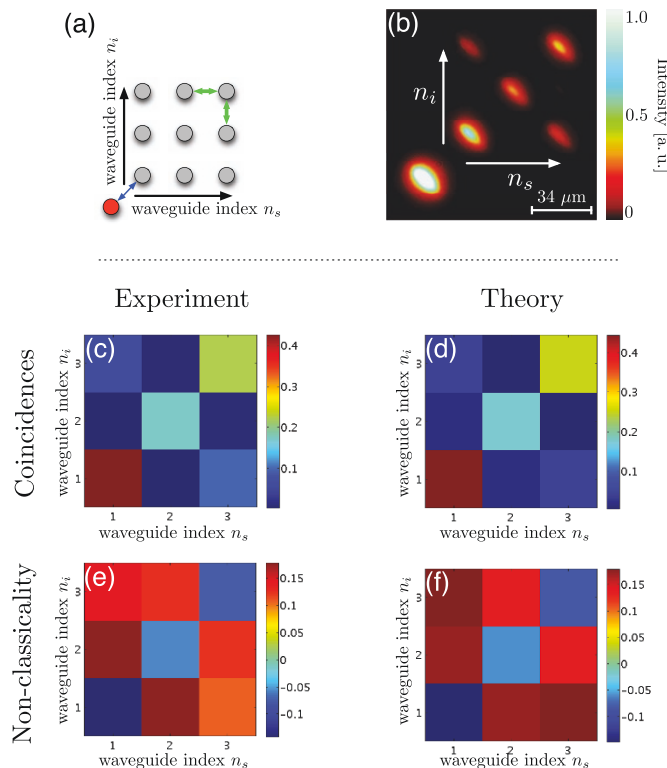 (a)
waveguide index n_i
waveguide index n_s
(b)
n_i
n_s
34 μm
1.0
0.5
0
Intensity [a. u.]
Experiment
Theory
Coincidences
(c)
waveguide index n_i
3
2
1
1 2 3
waveguide index n_s
0.4
0.3
0.2
0.1
(d)
waveguide index n_i
3
2
1
1 2 3
waveguide index n_s
0.4
0.3
0.2
0.1
Non-classicality
(e)
waveguide index n_i
3
2
1
1 2 3
waveguide index n_s
0.15
0.1
0.05
0
−0.05
−0.1
(f)
waveguide index n_i
3
2
1
1 2 3
waveguide index n_s
0.15
0.1
0.05
0
−0.05
−0.1
−0.15